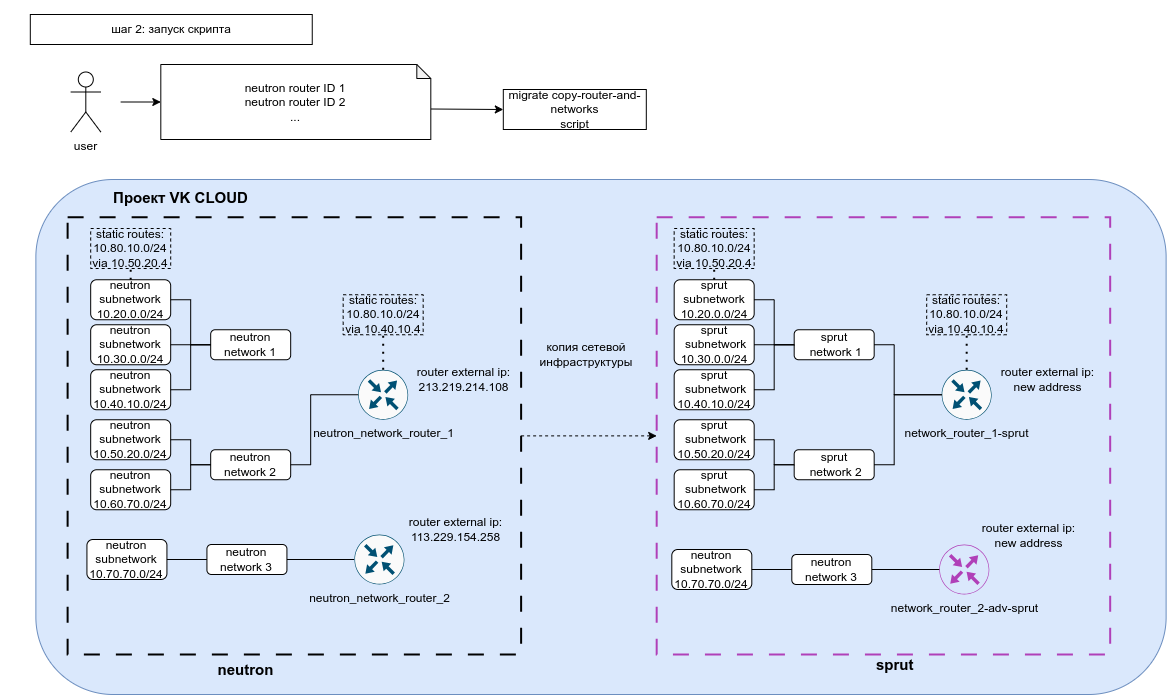 шаг 2: запуск скрипта
neutron router ID 1
neutron router ID 2
...
migrate copy-router-and-
networks
script
user
Проект VK CLOUD
static routes:
10.80.10.0/24
via 10.50.20.4
neutron
subnetwork
10.20.0.0/24
neutron
subnetwork
10.30.0.0/24
neutron
subnetwork
10.40.10.0/24
neutron
subnetwork
10.50.20.0/24
neutron
subnetwork
10.60.70.0/24
neutron
subnetwork
10.70.70.0/24
neutron
network 1
neutron
network 2
neutron
network 3
static routes:
10.80.10.0/24
via 10.40.10.4
router external ip:
213.219.214.108
neutron_network_router_1
router external ip:
113.229.154.258
neutron_network_router_2
neutron
копия сетевой
инфраструктуры
static routes:
10.80.10.0/24
via 10.50.20.4
sprut
subnetwork
10.20.0.0/24
sprut
subnetwork
10.30.0.0/24
sprut
subnetwork
10.40.10.0/24
sprut
subnetwork
10.50.20.0/24
sprut
subnetwork
10.60.70.0/24
neutron
subnetwork
10.70.70.0/24
sprut
network 1
sprut
network 2
neutron
network 3
static routes:
10.80.10.0/24
via 10.40.10.4
router external ip:
new address
network_router_1-sprut
router external ip:
new address
network_router_2-adv-sprut
sprut